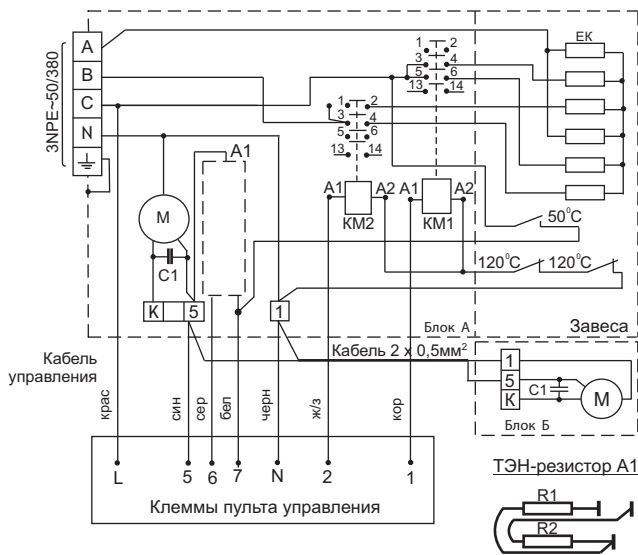 3NPE~50/380
A
B
C
N
A1
M
C1
K
5
1
1
2
3
4
5
6
13
14
1
2
3
4
5
6
13
14
A1
A2
КМ2
A1
A2
КМ1
ЕК
50°C
120°C
120°C
Блок А
Завеса
Кабель 2 х 0,5мм²
Кабель
управления
крас
син
сер
бел
черн
ж/з
кор
L
5
6
7
N
2
1
Клеммы пульта управления
1
5
К
C1
M
Блок Б
ТЭН-резистор А1
R1
R2